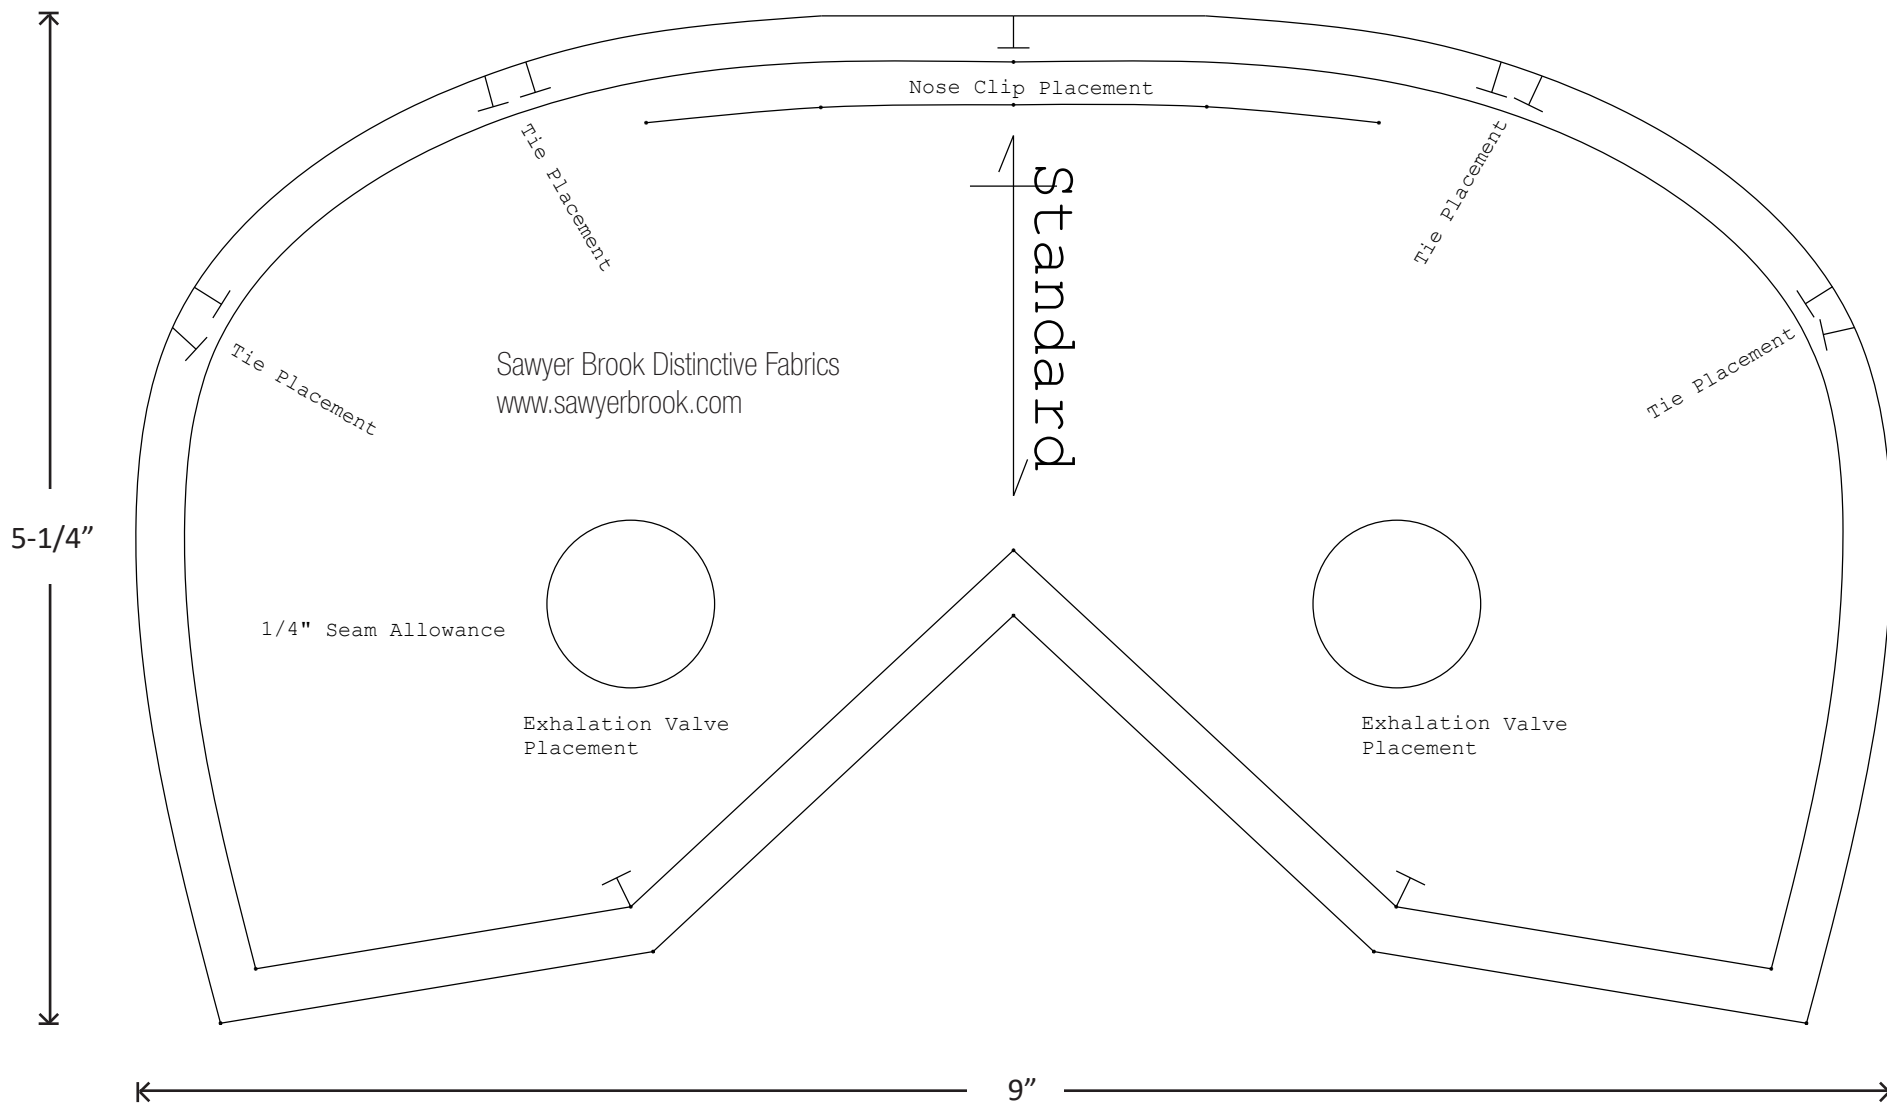 Nose Clip Placement
Tie Placement
Tie Placement
Standard
Tie Placement
Tie Placement
Sawyer Brook Distinctive Fabrics
www.sawyerbrook.com
5-1/4”
1/4" Seam Allowance
Exhalation Valve
Placement
Exhalation Valve
Placement
9”